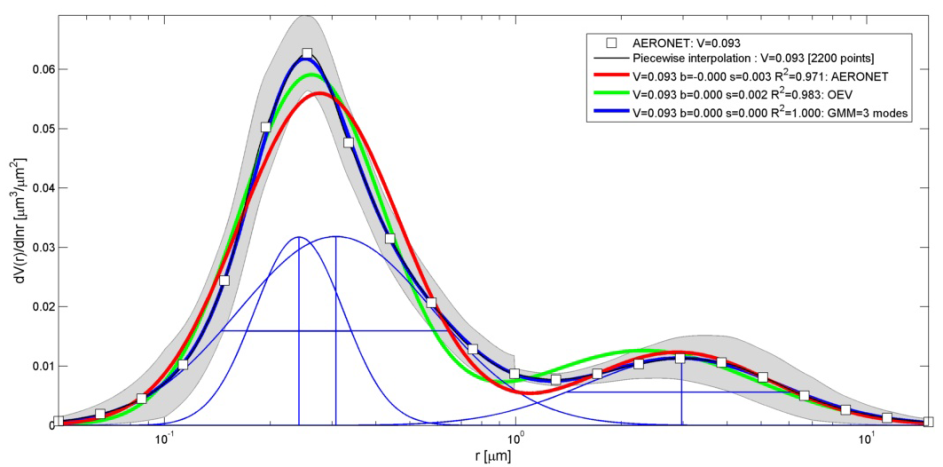 AERONET: V=0.093
Piecewise interpolation : V=0.093 [2200 points]
V=0.093 b=-0.000 s=0.003 R²=0.971: AERONET
V=0.093 b=0.000 s=0.002 R²=0.983: OEV
V=0.093 b=0.000 s=0.000 R²=1.000: GMM=3 modes
dV(r)/dlnr [μm³/μm²]
0.06
0.05
0.04
0.03
0.02
0.01
0
10⁻¹
10⁰
10¹
r [μm]